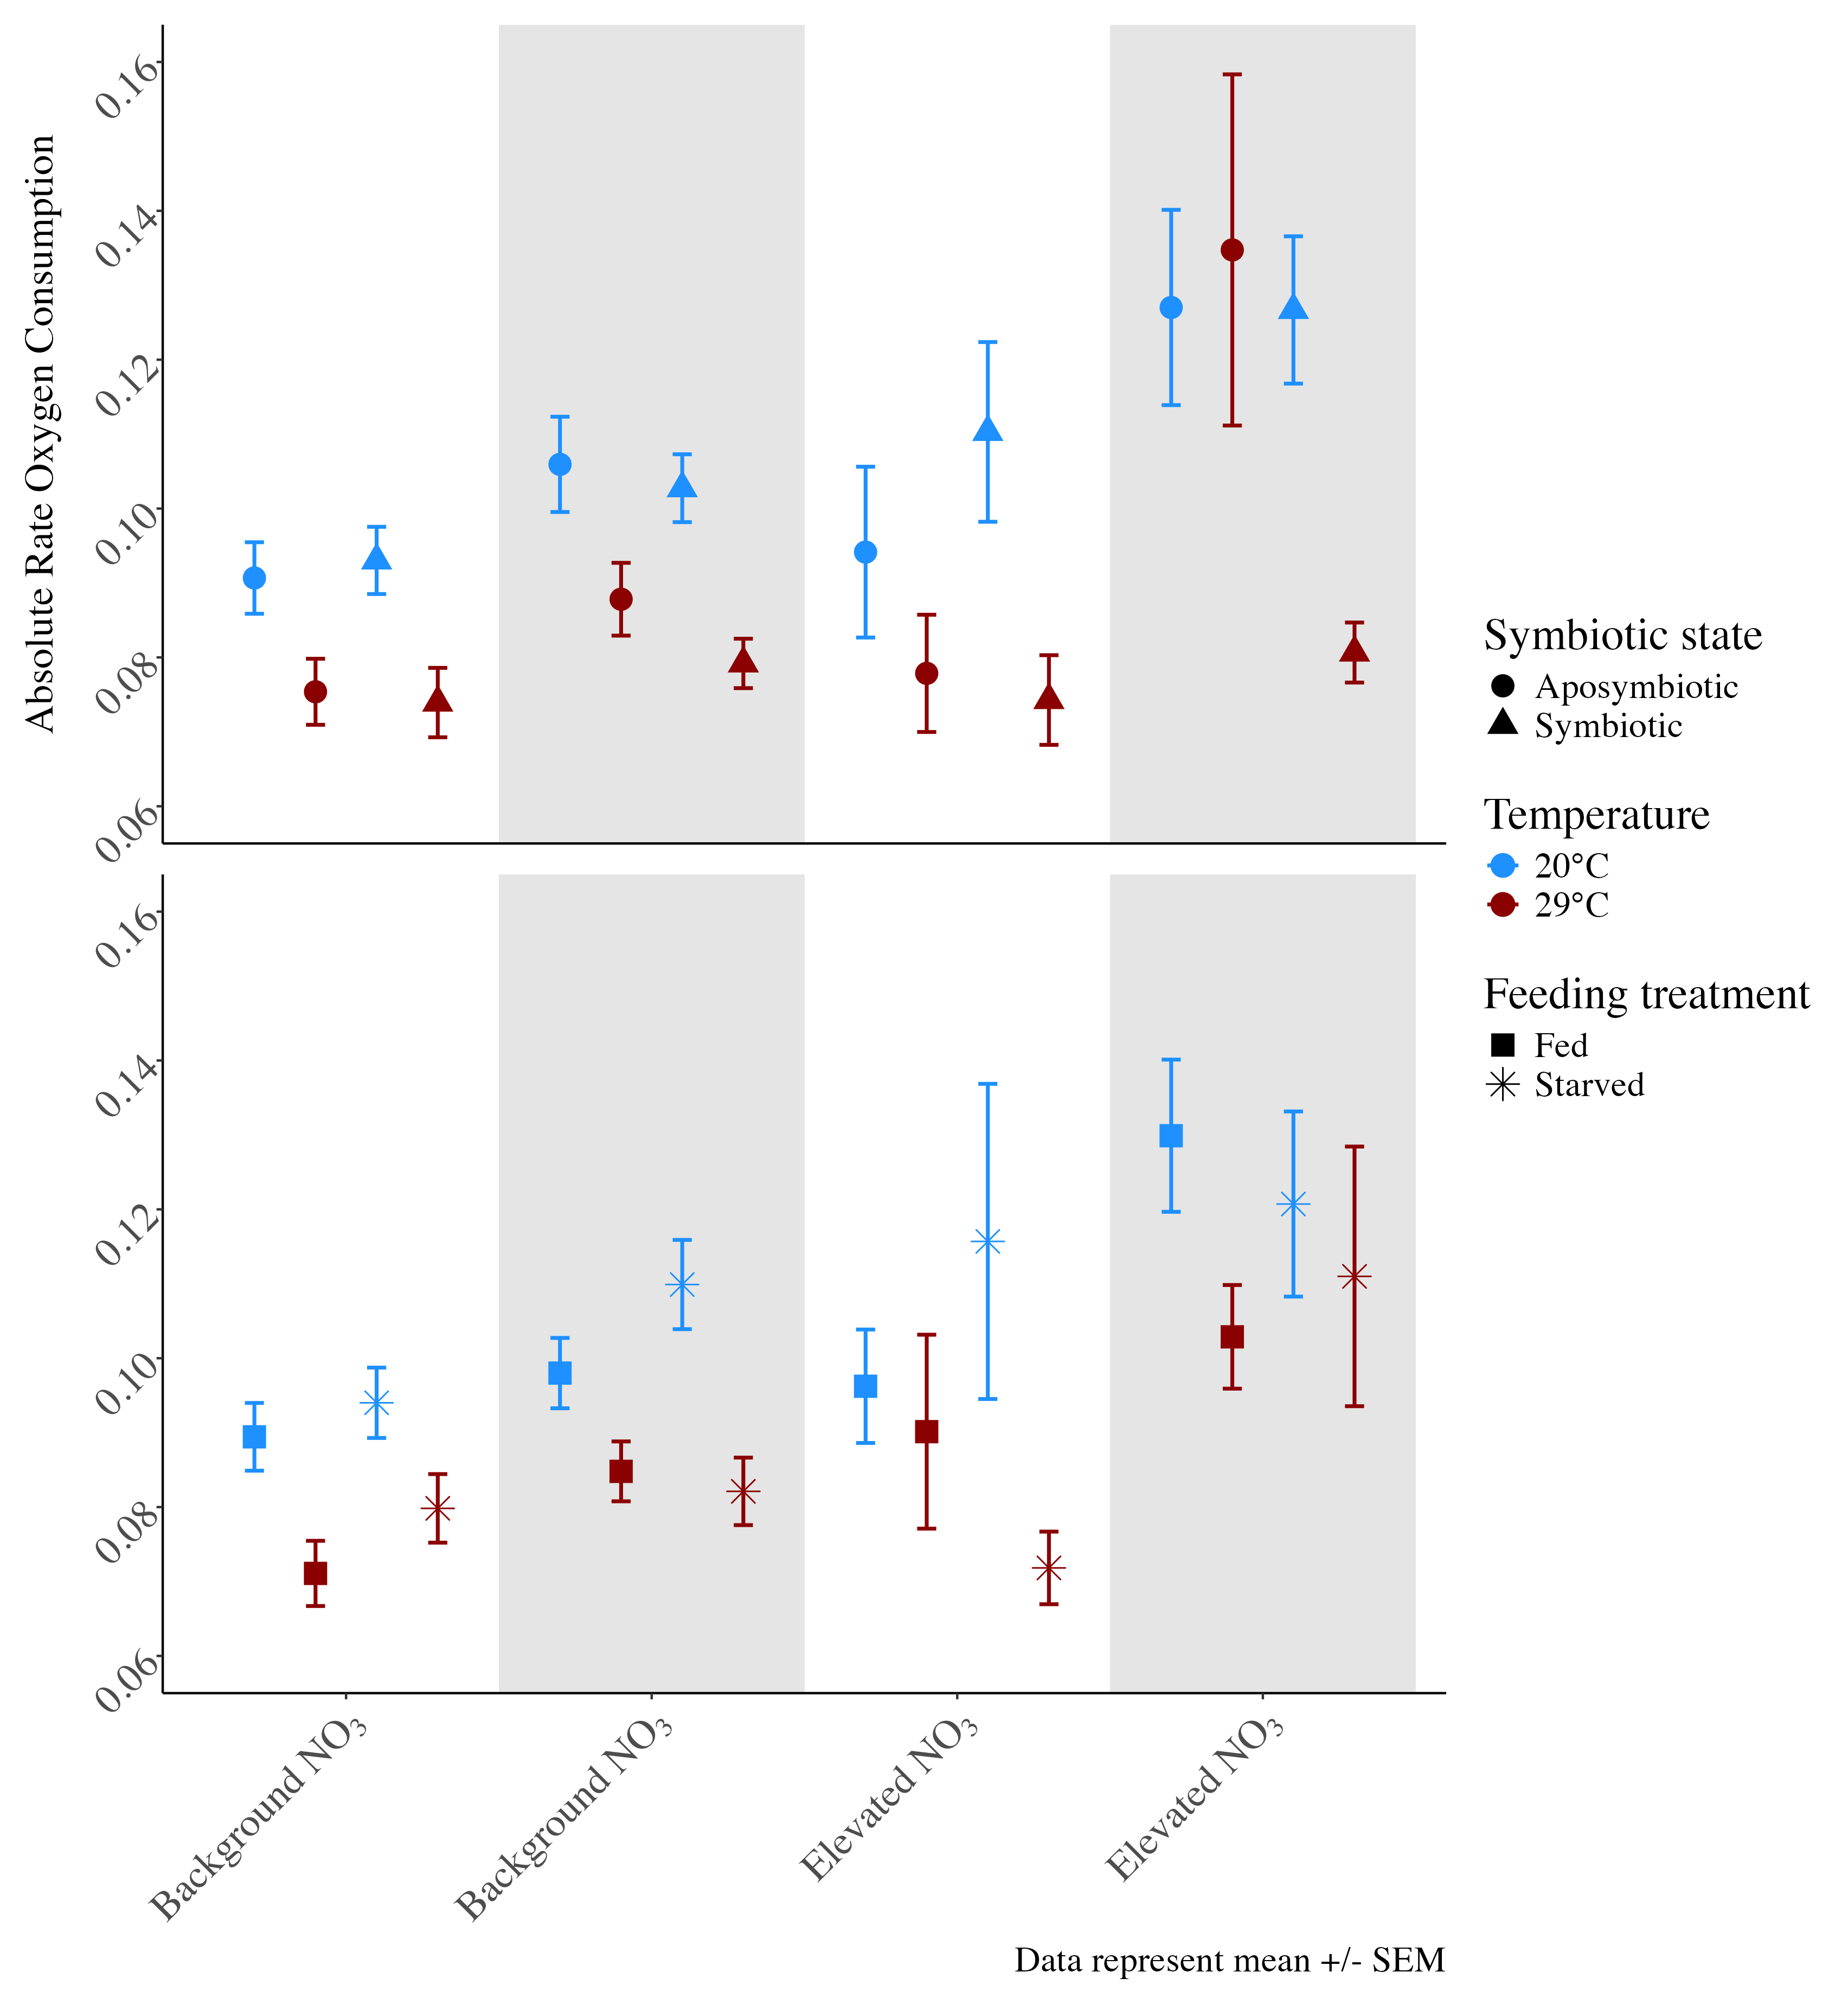 Absolute Rate Oxygen Consumption
0.16
0.14
0.12
0.10
0.08
0.06
0.16
0.14
0.12
0.10
0.08
0.06
Background NO₃
Background NO₃
Elevated NO₃
Elevated NO₃
Symbiotic state
Aposymbiotic
Symbiotic
Temperature
20°C
29°C
Feeding treatment
Fed
Starved
Data represent mean +/- SEM